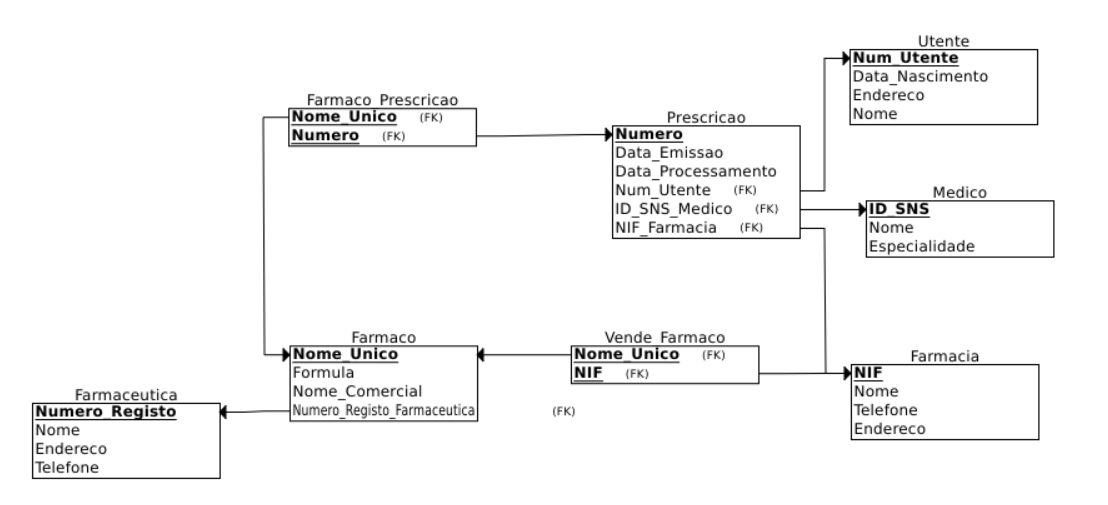 Utente
Num_Utente
Data_Nascimento
Endereco
Nome
Farmaco_Prescricao
Nome_Unico (FK)
Numero (FK)
Prescricao
Numero
Data_Emissao
Data_Processamento
Num_Utente (FK)
ID_SNS_Medico (FK)
NIF_Farmacia (FK)
Medico
ID_SNS
Nome
Especialidade
Farmaco
Nome_Unico
Formula
Nome_Comercial
Numero_Registo_Farmaceutica (FK)
Vende_Farmaco
Nome_Unico (FK)
NIF (FK)
Farmacia
NIF
Nome
Telefone
Endereco
Farmaceutica
Numero_Registo
Nome
Endereco
Telefone